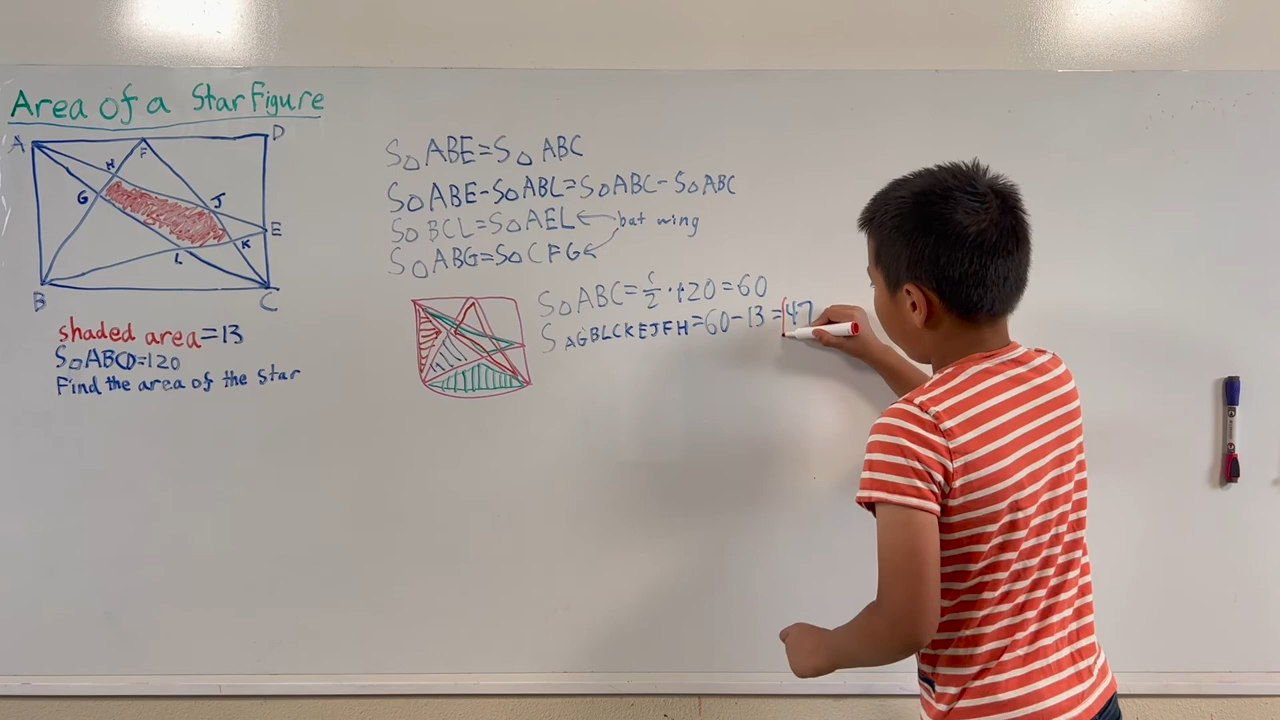 Area of a Star Figure
A
F
D
H
G
J
E
K
L
B
C
shaded area=13
S▱ABCD=120
Find the area of the star
S△ABE=S△ABC
S△ABE-S△ABL=S△ABC-S△ABC
S△BCL=S△AEL
bat wing
S△ABG=S△CFG
S△ABC=½·120=60
S AGBLCKEJFH=60-13=47